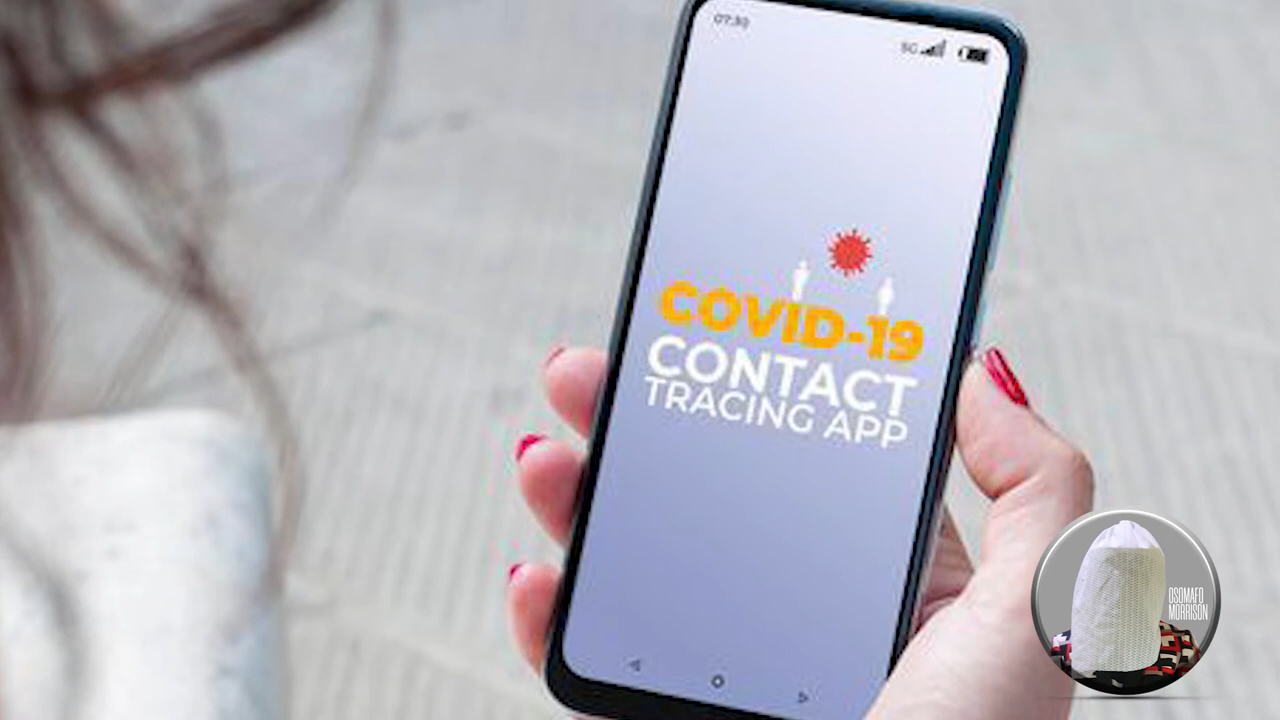 07:30
5G
COVID-19
CONTACT
TRACING APP
OSOMAFO
MORRISON